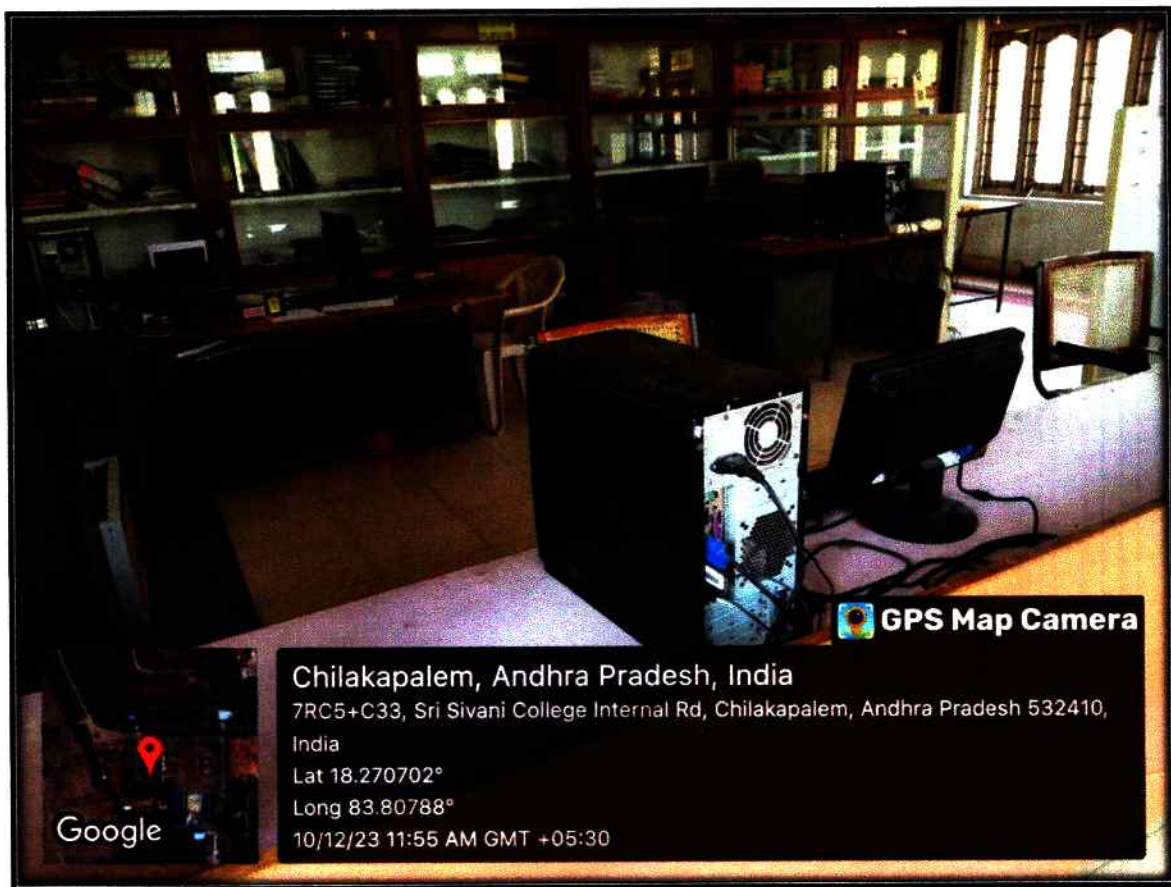 GPS Map Camera
Chilakapalem, Andhra Pradesh, India
7RC5+C33, Sri Sivani College Internal Rd, Chilakapalem, Andhra Pradesh 532410,
India
Lat 18.270702°
Long 83.80788°
10/12/23 11:55 AM GMT +05:30
Google